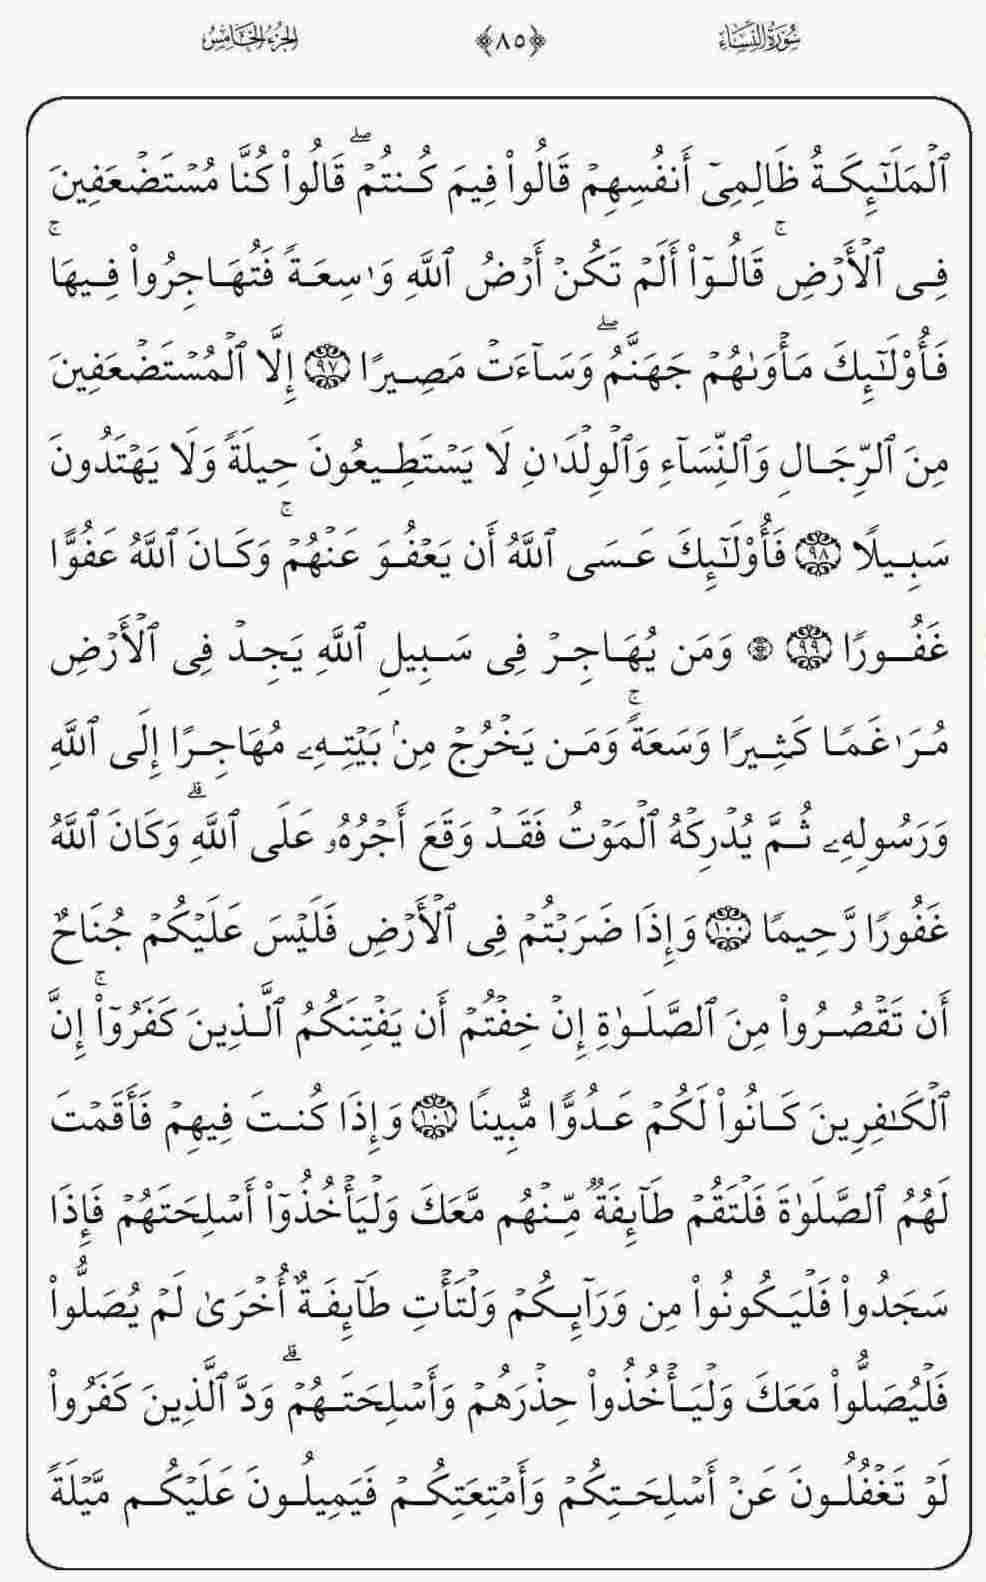 سُورَةُ النِّسَاءِ ﴿٨٥﴾ الجُزْءُ الخَامِسُ
ٱلْمَلَـٰٓئِكَةُ ظَالِمِىٓ أَنفُسِهِمْ قَالُوا۟ فِيمَ كُنتُمْ ۖ قَالُوا۟ كُنَّا مُسْتَضْعَفِينَ
فِى ٱلْأَرْضِ ۚ قَالُوٓا۟ أَلَمْ تَكُنْ أَرْضُ ٱللَّهِ وَٰسِعَةً فَتُهَاجِرُوا۟ فِيهَا ۚ
فَأُو۟لَـٰٓئِكَ مَأْوَىٰهُمْ جَهَنَّمُ ۖ وَسَآءَتْ مَصِيرًا ٩٧ إِلَّا ٱلْمُسْتَضْعَفِينَ
مِنَ ٱلرِّجَالِ وَٱلنِّسَآءِ وَٱلْوِلْدَٰنِ لَا يَسْتَطِيعُونَ حِيلَةً وَلَا يَهْتَدُونَ
سَبِيلًا ٩٨ فَأُو۟لَـٰٓئِكَ عَسَى ٱللَّهُ أَن يَعْفُوَ عَنْهُمْ ۚ وَكَانَ ٱللَّهُ عَفُوًّا
غَفُورًا ٩٩ ۞ وَمَن يُهَاجِرْ فِى سَبِيلِ ٱللَّهِ يَجِدْ فِى ٱلْأَرْضِ
مُرَٰغَمًا كَثِيرًا وَسَعَةً ۚ وَمَن يَخْرُجْ مِنۢ بَيْتِهِۦ مُهَاجِرًا إِلَى ٱللَّهِ
وَرَسُولِهِۦ ثُمَّ يُدْرِكْهُ ٱلْمَوْتُ فَقَدْ وَقَعَ أَجْرُهُۥ عَلَى ٱللَّهِ ۗ وَكَانَ ٱللَّهُ
غَفُورًا رَّحِيمًا ١٠٠ وَإِذَا ضَرَبْتُمْ فِى ٱلْأَرْضِ فَلَيْسَ عَلَيْكُمْ جُنَاحٌ
أَن تَقْصُرُوا۟ مِنَ ٱلصَّلَوٰةِ إِنْ خِفْتُمْ أَن يَفْتِنَكُمُ ٱلَّذِينَ كَفَرُوٓا۟ ۚ إِنَّ
ٱلْكَـٰفِرِينَ كَانُوا۟ لَكُمْ عَدُوًّا مُّبِينًا ١٠١ وَإِذَا كُنتَ فِيهِمْ فَأَقَمْتَ
لَهُمُ ٱلصَّلَوٰةَ فَلْتَقُمْ طَآئِفَةٌ مِّنْهُم مَّعَكَ وَلْيَأْخُذُوٓا۟ أَسْلِحَتَهُمْ فَإِذَا
سَجَدُوا۟ فَلْيَكُونُوا۟ مِن وَرَآئِكُمْ وَلْتَأْتِ طَآئِفَةٌ أُخْرَىٰ لَمْ يُصَلُّوا۟
فَلْيُصَلُّوا۟ مَعَكَ وَلْيَأْخُذُوا۟ حِذْرَهُمْ وَأَسْلِحَتَهُمْ ۗ وَدَّ ٱلَّذِينَ كَفَرُوا۟
لَوْ تَغْفُلُونَ عَنْ أَسْلِحَتِكُمْ وَأَمْتِعَتِكُمْ فَيَمِيلُونَ عَلَيْكُم مَّيْلَةً